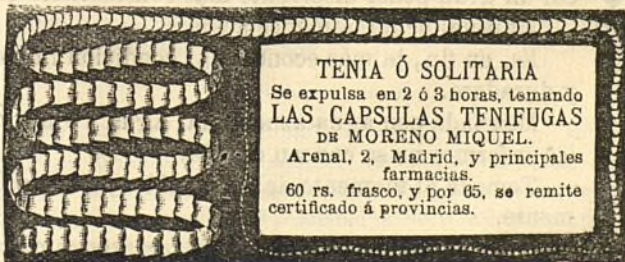 TENIA Ó SOLITARIA
Se expulsa en 2 ó 3 horas, temando
LAS CAPSULAS TENIFUGAS
DE MORENO MIQUEL.
Arenal, 2, Madrid, y principales
farmacias.
60 rs. frasco, y por 65, se remite
certificado á provincias.